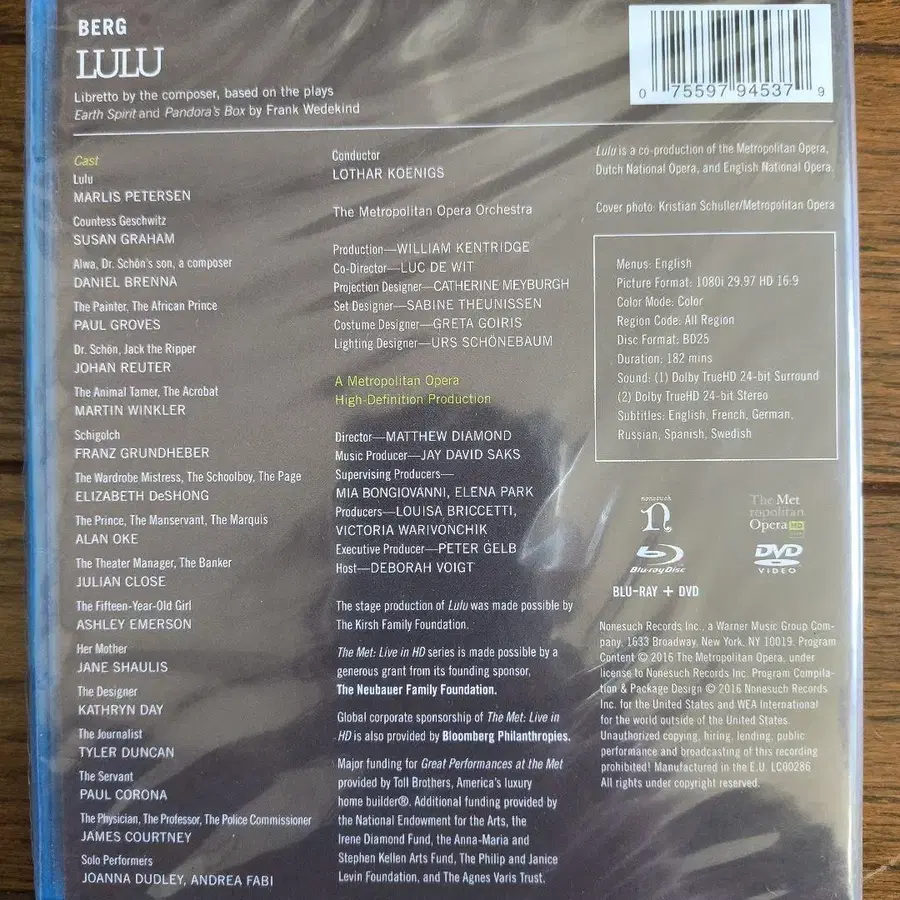 BERG
LULU
Libretto by the composer, based on the plays
Earth Spirit and Pandora's Box by Frank Wedekind
0 75597 94537 9
Cast
Lulu
MARLIS PETERSEN
Countess Geschwitz
SUSAN GRAHAM
Alwa, Dr. Schön's son, a composer
DANIEL BRENNA
The Painter, The African Prince
PAUL GROVES
Dr. Schön, Jack the Ripper
JOHAN REUTER
The Animal Tamer, The Acrobat
MARTIN WINKLER
Schigolch
FRANZ GRUNDHEBER
The Wardrobe Mistress, The Schoolboy, The Page
ELIZABETH DeSHONG
The Prince, The Manservant, The Marquis
ALAN OKE
The Theater Manager, The Banker
JULIAN CLOSE
The Fifteen-Year-Old Girl
ASHLEY EMERSON
Her Mother
JANE SHAULIS
The Designer
KATHRYN DAY
The Journalist
TYLER DUNCAN
The Servant
PAUL CORONA
The Physician, The Professor, The Police Commissioner
JAMES COURTNEY
Solo Performers
JOANNA DUDLEY, ANDREA FABI
Conductor
LOTHAR KOENIGS
The Metropolitan Opera Orchestra
Production—WILLIAM KENTRIDGE
Co-Director—LUC DE WIT
Projection Designer—CATHERINE MEYBURGH
Set Designer—SABINE THEUNISSEN
Costume Designer—GRETA GOIRIS
Lighting Designer—URS SCHÖNEBAUM
A Metropolitan Opera
High-Definition Production
Director—MATTHEW DIAMOND
Music Producer—JAY DAVID SAKS
Supervising Producers—
MIA BONGIOVANNI, ELENA PARK
Producers—LOUISA BRICCETTI,
VICTORIA WARIVONCHIK
Executive Producer—PETER GELB
Host—DEBORAH VOIGT
The stage production of Lulu was made possible by
The Kirsh Family Foundation.
The Met: Live in HD series is made possible by a
generous grant from its founding sponsor,
The Neubauer Family Foundation.
Global corporate sponsorship of The Met: Live in
HD is also provided by Bloomberg Philanthropies.
Major funding for Great Performances at the Met
provided by Toll Brothers, America's luxury
home builder®. Additional funding provided by
the National Endowment for the Arts, the
Irene Diamond Fund, the Anna-Maria and
Stephen Kellen Arts Fund, The Philip and Janice
Levin Foundation, and The Agnes Varis Trust.
Lulu is a co-production of the Metropolitan Opera,
Dutch National Opera, and English National Opera.
Cover photo: Kristian Schuller/Metropolitan Opera
Menus: English
Picture Format: 1080i 29.97 HD 16:9
Color Mode: Color
Region Code: All Region
Disc Format: BD25
Duration: 182 mins
Sound: (1) Dolby TrueHD 24-bit Surround
(2) Dolby TrueHD 24-bit Stereo
Subtitles: English, French, German,
Russian, Spanish, Swedish
nonesuch
n
The Met
ropolitan
Opera HD
Blu-ray Disc
DVD
VIDEO
BLU-RAY + DVD
Nonesuch Records Inc., a Warner Music Group Com-
pany, 1633 Broadway, New York, NY 10019. Program
Content © 2016 The Metropolitan Opera, under
license to Nonesuch Records Inc. Program Compila-
tion & Package Design © 2016 Nonesuch Records
Inc. for the United States and WEA International
for the world outside of the United States.
Unauthorized copying, hiring, lending, public
performance and broadcasting of this recording
prohibited! Manufactured in the E.U. LC00286
All rights under copyright reserved.